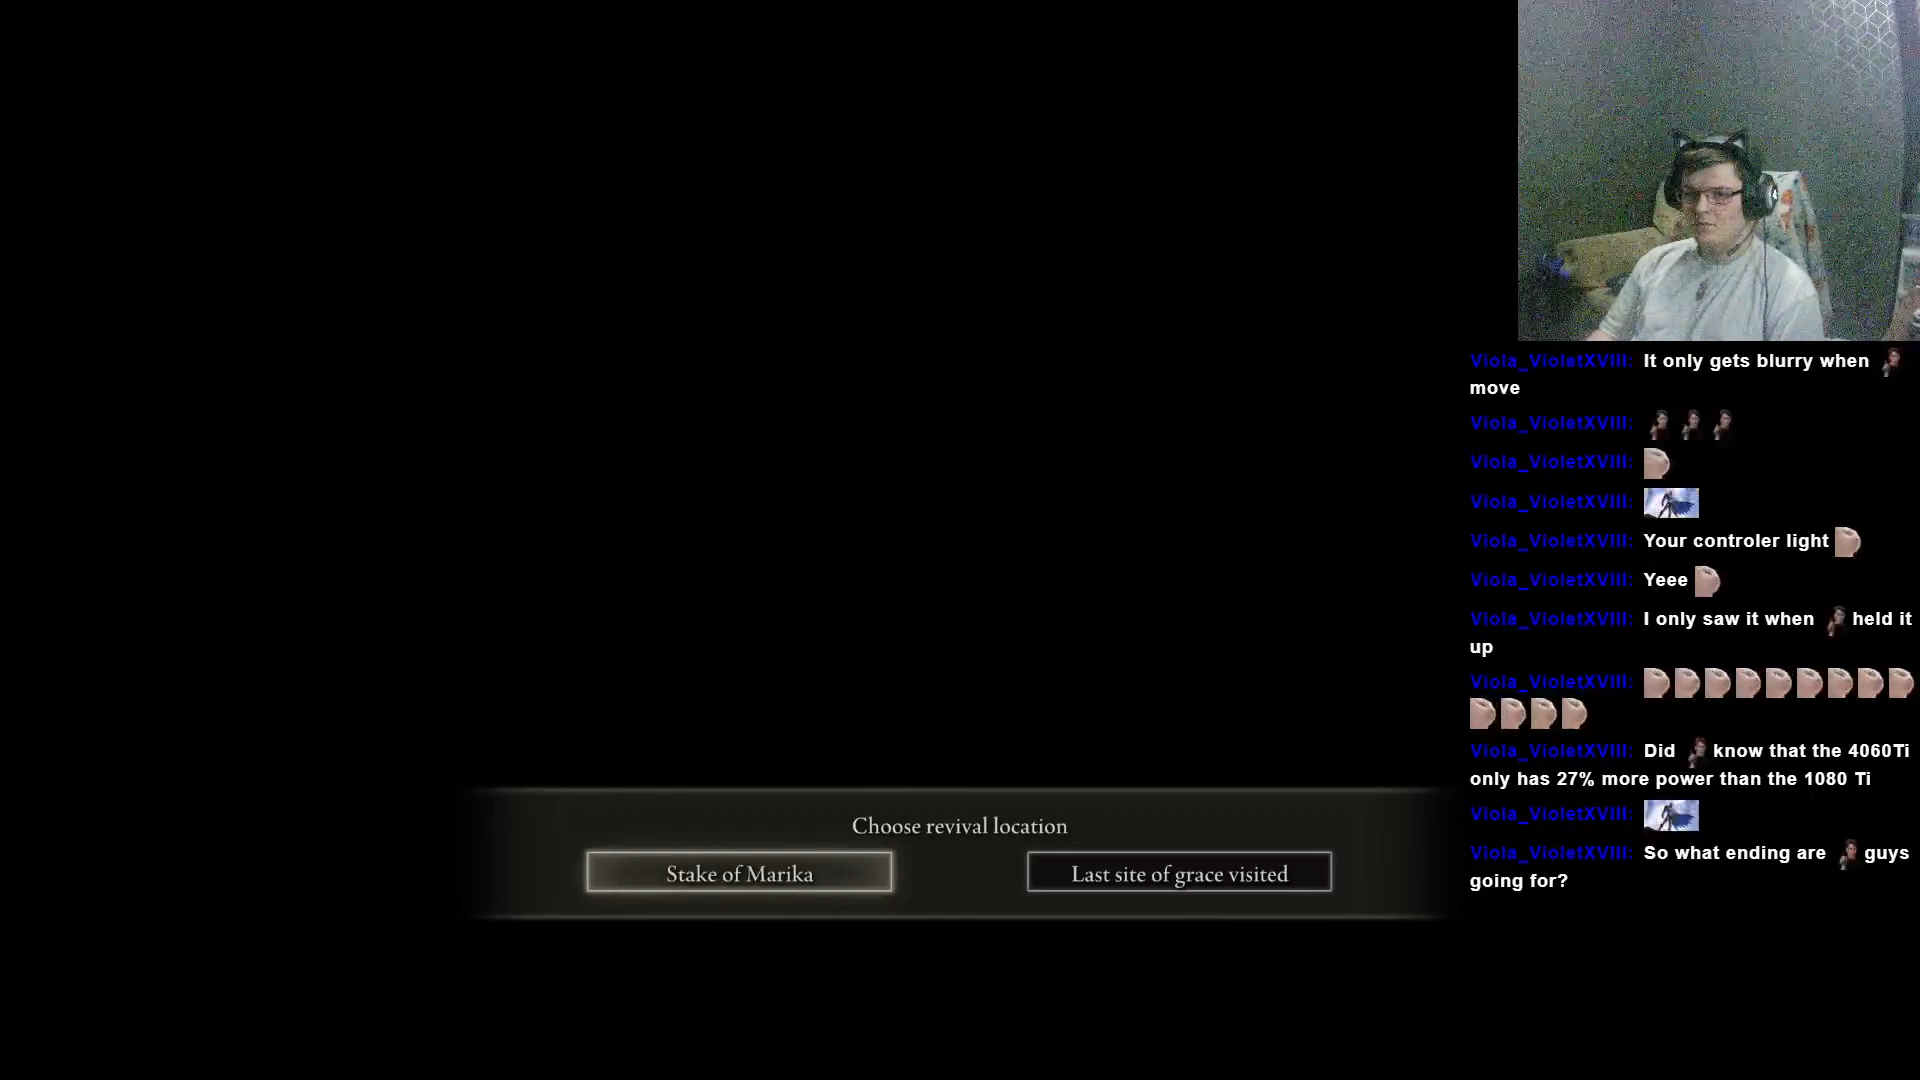 Viola_VioletXVIII: It only gets blurry when
move
Viola_VioletXVIII:
Viola_VioletXVIII:
Viola_VioletXVIII:
Viola_VioletXVIII: Your controler light
Viola_VioletXVIII: Yeee
Viola_VioletXVIII: I only saw it when held it
up
Viola_VioletXVIII:
Viola_VioletXVIII: Did know that the 4060Ti
only has 27% more power than the 1080 Ti
Viola_VioletXVIII:
Viola_VioletXVIII: So what ending are guys
going for?
Choose revival location
Stake of Marika
Last site of grace visited